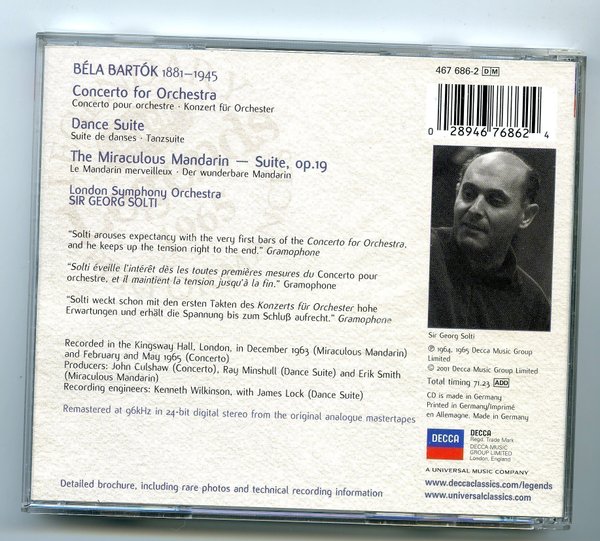 BÉLA BARTÓK 1881–1945
Concerto for Orchestra
Concerto pour orchestre · Konzert für Orchester
Dance Suite
Suite de danses · Tanzsuite
The Miraculous Mandarin — Suite, op.19
Le Mandarin merveilleux · Der wunderbare Mandarin
London Symphony Orchestra
SIR GEORG SOLTI
"Solti arouses expectancy with the very first bars of the Concerto for Orchestra,
and he keeps up the tension right to the end." Gramophone
"Solti éveille l'intérêt dès les toutes premières mesures du Concerto pour
orchestre, et il maintient la tension jusqu'à la fin." Gramophone
"Solti weckt schon mit den ersten Takten des Konzerts für Orchester hohe
Erwartungen und erhält die Spannung bis zum Schluß aufrecht." Gramophone
Recorded in the Kingsway Hall, London, in December 1963 (Miraculous Mandarin)
and February and May 1965 (Concerto)
Producers: John Culshaw (Concerto), Ray Minshull (Dance Suite) and Erik Smith
(Miraculous Mandarin)
Recording engineers: Kenneth Wilkinson, with James Lock (Dance Suite)
Remastered at 96kHz in 24-bit digital stereo from the original analogue mastertapes
Detailed brochure, including rare photos and technical recording information
467 686-2 DM
0 28946 76862 4
Sir Georg Solti
℗ 1964, 1965 Decca Music Group
Limited
© 2001 Decca Music Group Limited
Total timing 71.23 ADD
CD is made in Germany
Printed in Germany/Imprimé
en Allemagne. Made in Germany
DECCA
DECCA
Regd. Trade Mark
DECCA MUSIC
GROUP LIMITED
London, England
A UNIVERSAL MUSIC COMPANY
www.deccaclassics.com/legends
www.universalclassics.com